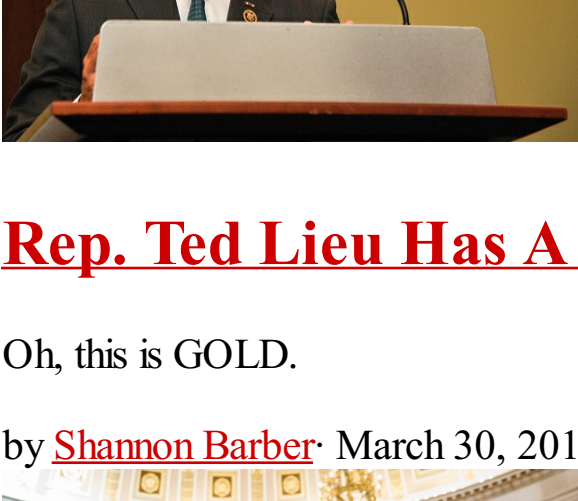 Rep. Ted Lieu Has A
Oh, this is GOLD.
by Shannon Barber· March 30, 201